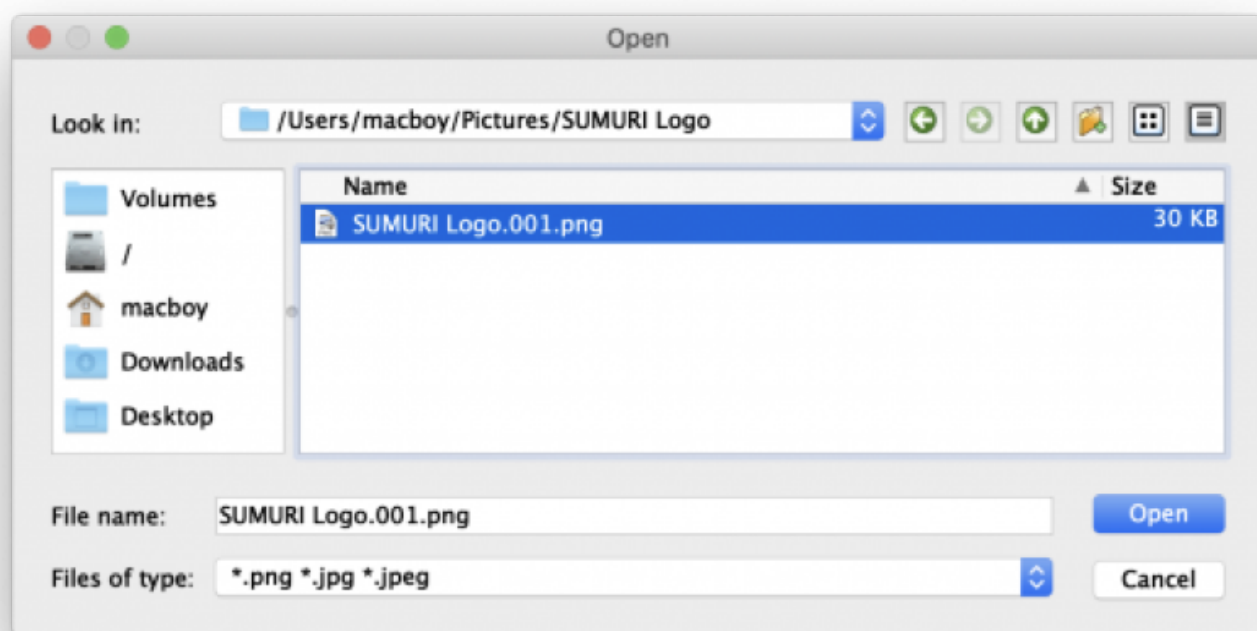 Open
Look in: /Users/macboy/Pictures/SUMURI Logo
Volumes
/
macboy
Downloads
Desktop
Name Size
SUMURI Logo.001.png 30 KB
File name: SUMURI Logo.001.png Open
Files of type: *.png *.jpg *.jpeg Cancel